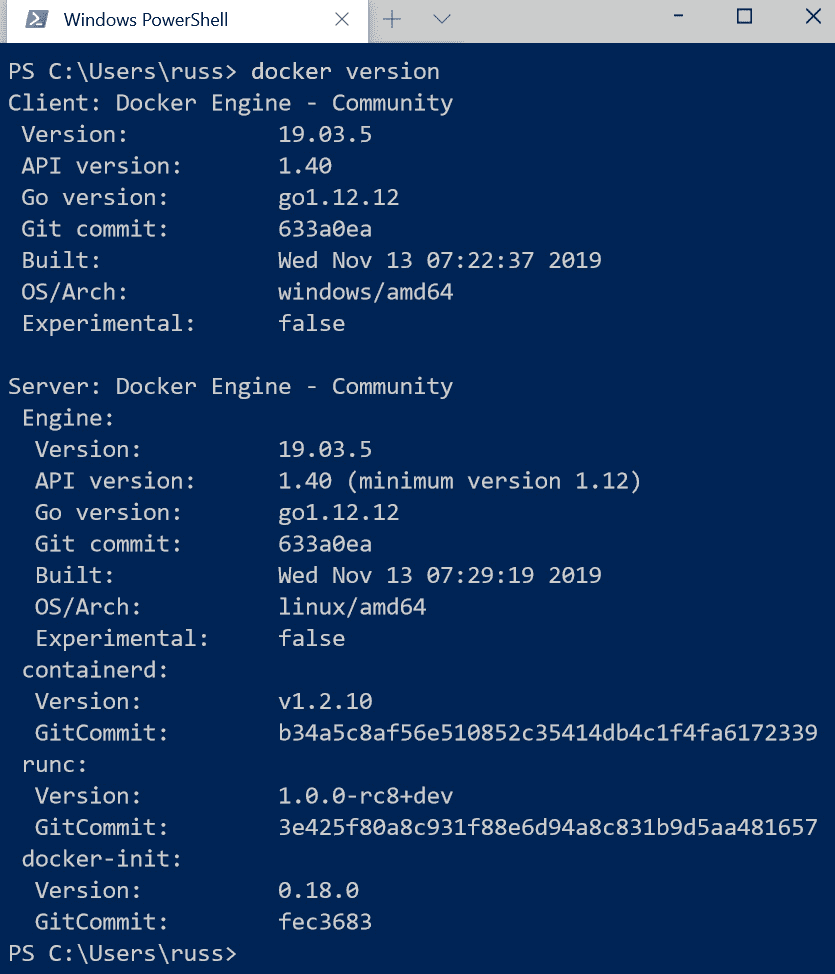 Windows PowerShell
PS C:\Users\russ> docker version
Client: Docker Engine - Community
 Version:           19.03.5
 API version:       1.40
 Go version:        go1.12.12
 Git commit:        633a0ea
 Built:             Wed Nov 13 07:22:37 2019
 OS/Arch:           windows/amd64
 Experimental:      false

Server: Docker Engine - Community
 Engine:
  Version:          19.03.5
  API version:      1.40 (minimum version 1.12)
  Go version:       go1.12.12
  Git commit:       633a0ea
  Built:            Wed Nov 13 07:29:19 2019
  OS/Arch:          linux/amd64
  Experimental:     false
 containerd:
  Version:          v1.2.10
  GitCommit:        b34a5c8af56e510852c35414db4c1f4fa6172339
 runc:
  Version:          1.0.0-rc8+dev
  GitCommit:        3e425f80a8c931f88e6d94a8c831b9d5aa481657
 docker-init:
  Version:          0.18.0
  GitCommit:        fec3683
PS C:\Users\russ>